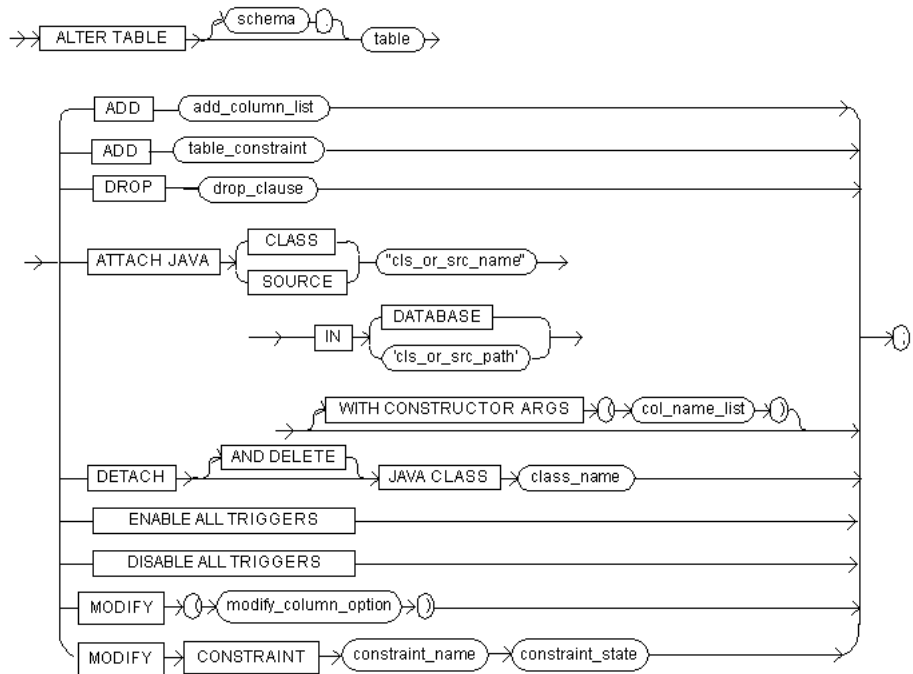 schema .
ALTER TABLE table
ADD add_column_list
ADD table_constraint
DROP drop_clause
CLASS
ATTACH JAVA "cls_or_src_name"
SOURCE
DATABASE
IN
'cls_or_src_path'
;
WITH CONSTRUCTOR ARGS ( col_name_list )
AND DELETE
DETACH JAVA CLASS class_name
ENABLE ALL TRIGGERS
DISABLE ALL TRIGGERS
MODIFY ( modify_column_option )
MODIFY CONSTRAINT constraint_name constraint_state